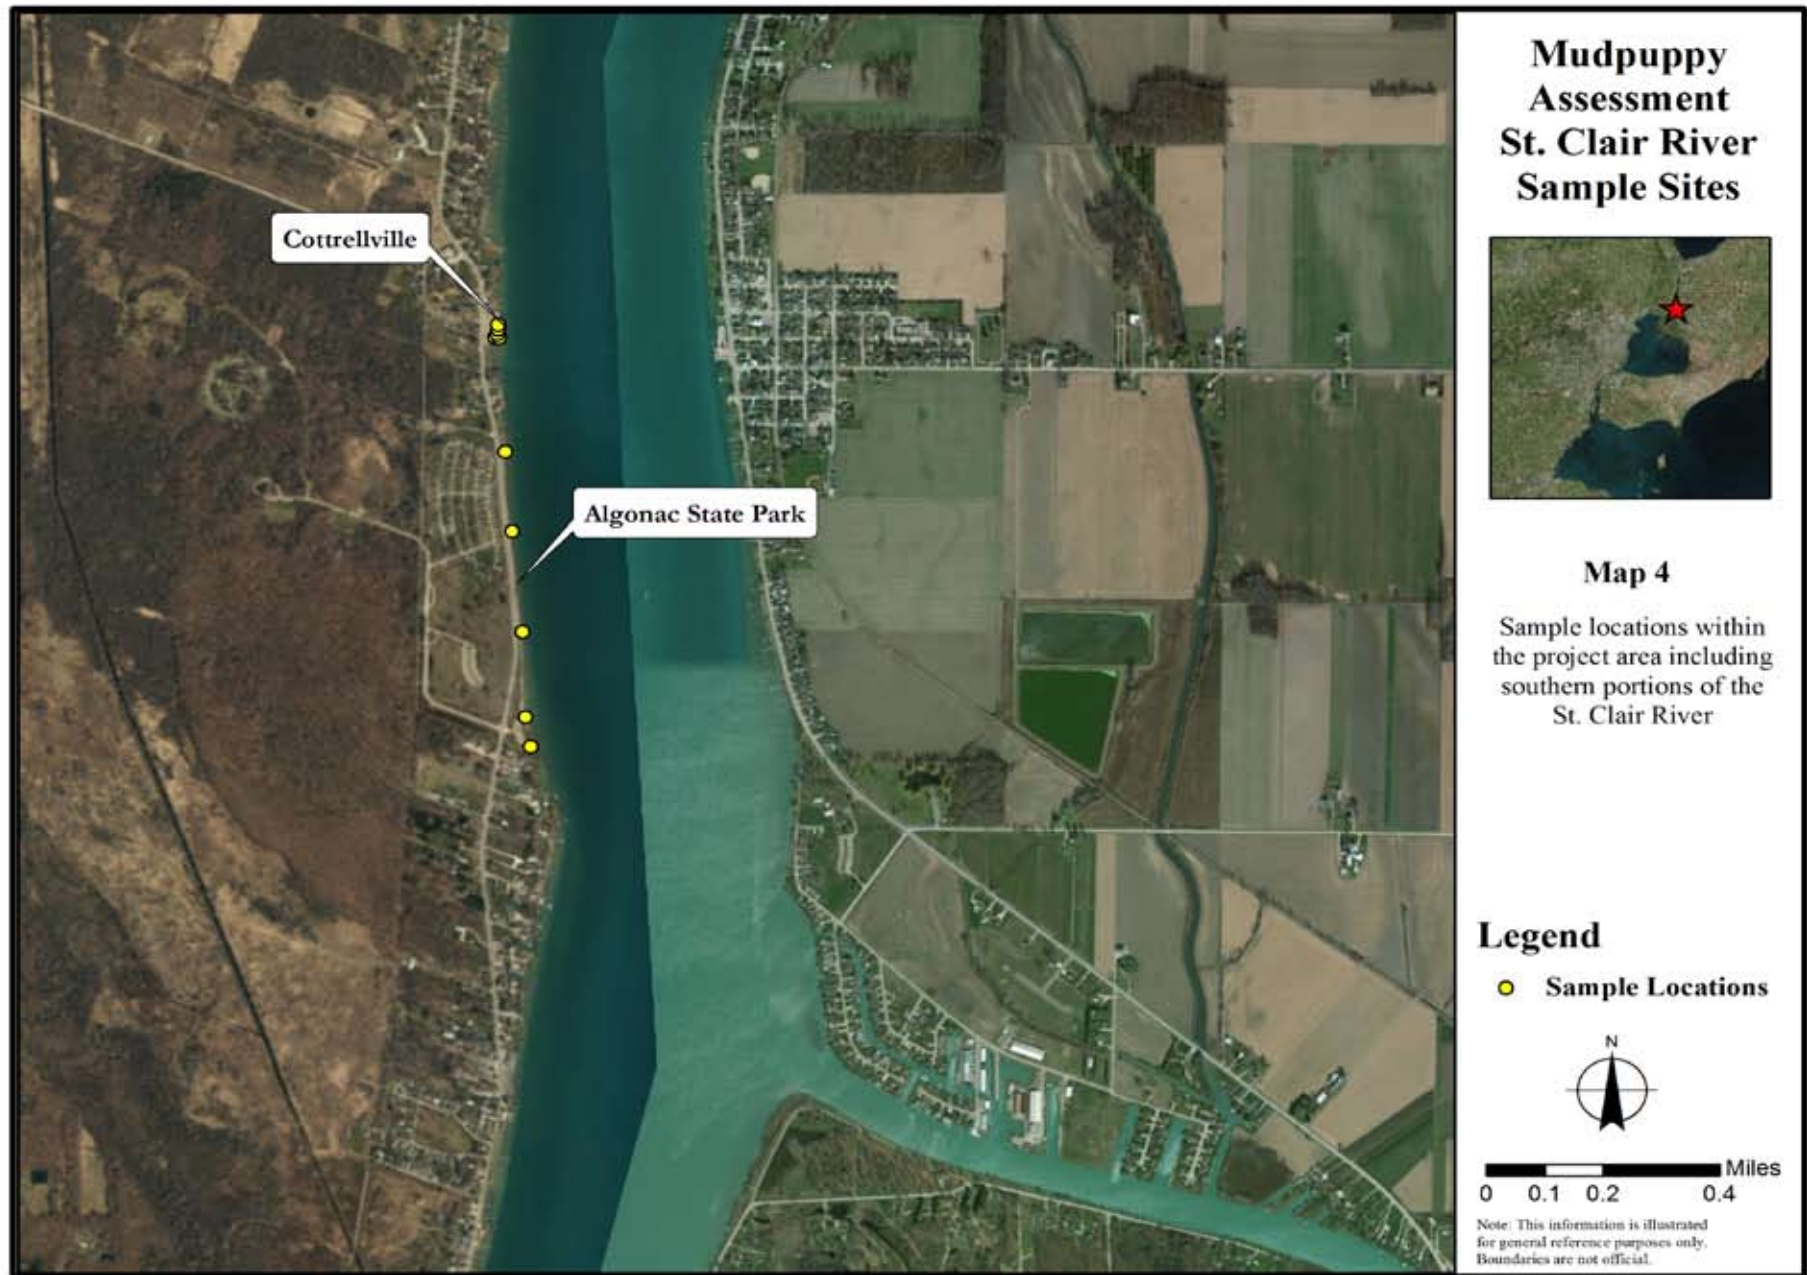 Mudpuppy
Assessment
St. Clair River
Sample Sites
Cottrellville
Algonac State Park
Map 4
Sample locations within
the project area including
southern portions of the
St. Clair River
Legend
Sample Locations
N
Miles
0 0.1 0.2 0.4
Note: This information is illustrated
for general reference purposes only.
Boundaries are not official.